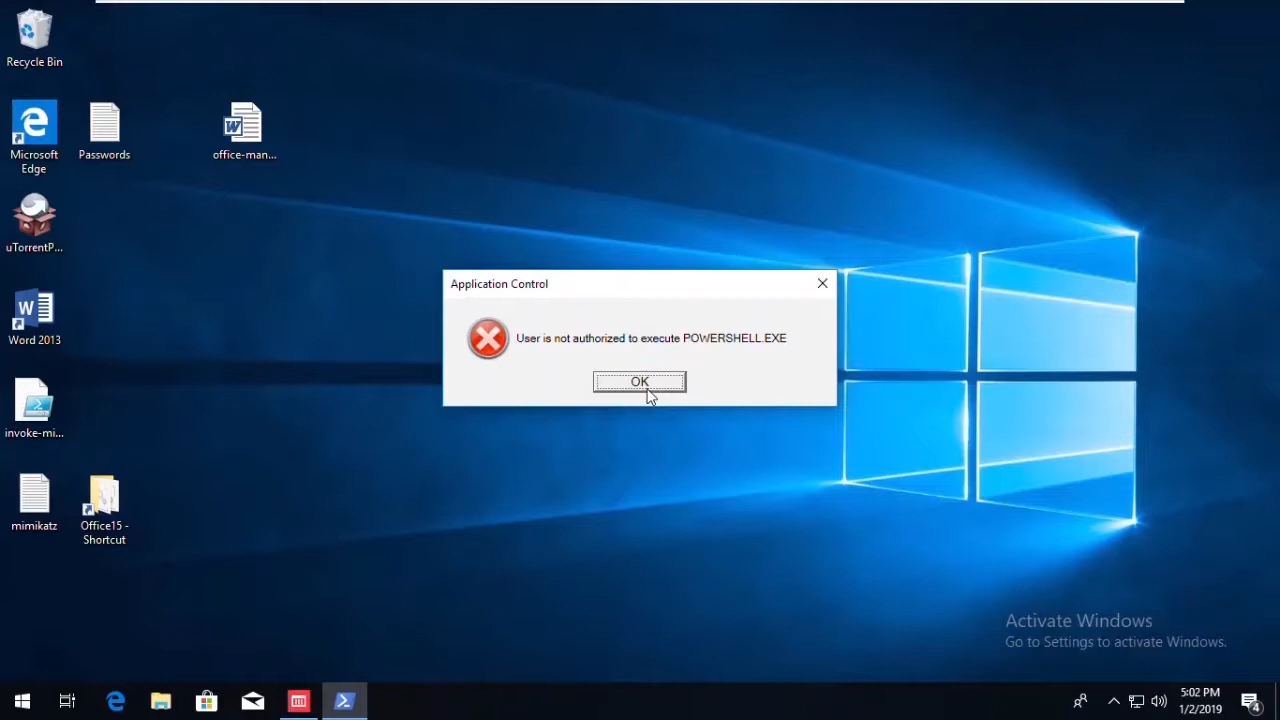 Recycle Bin
Microsoft
Edge
Passwords
office-man...
uTorrentP...
Word 2013
invoke-mi...
mimikatz
Office15 -
Shortcut
Application Control
User is not authorized to execute POWERSHELL.EXE
OK
Activate Windows
Go to Settings to activate Windows.
5:02 PM
1/2/2019
4